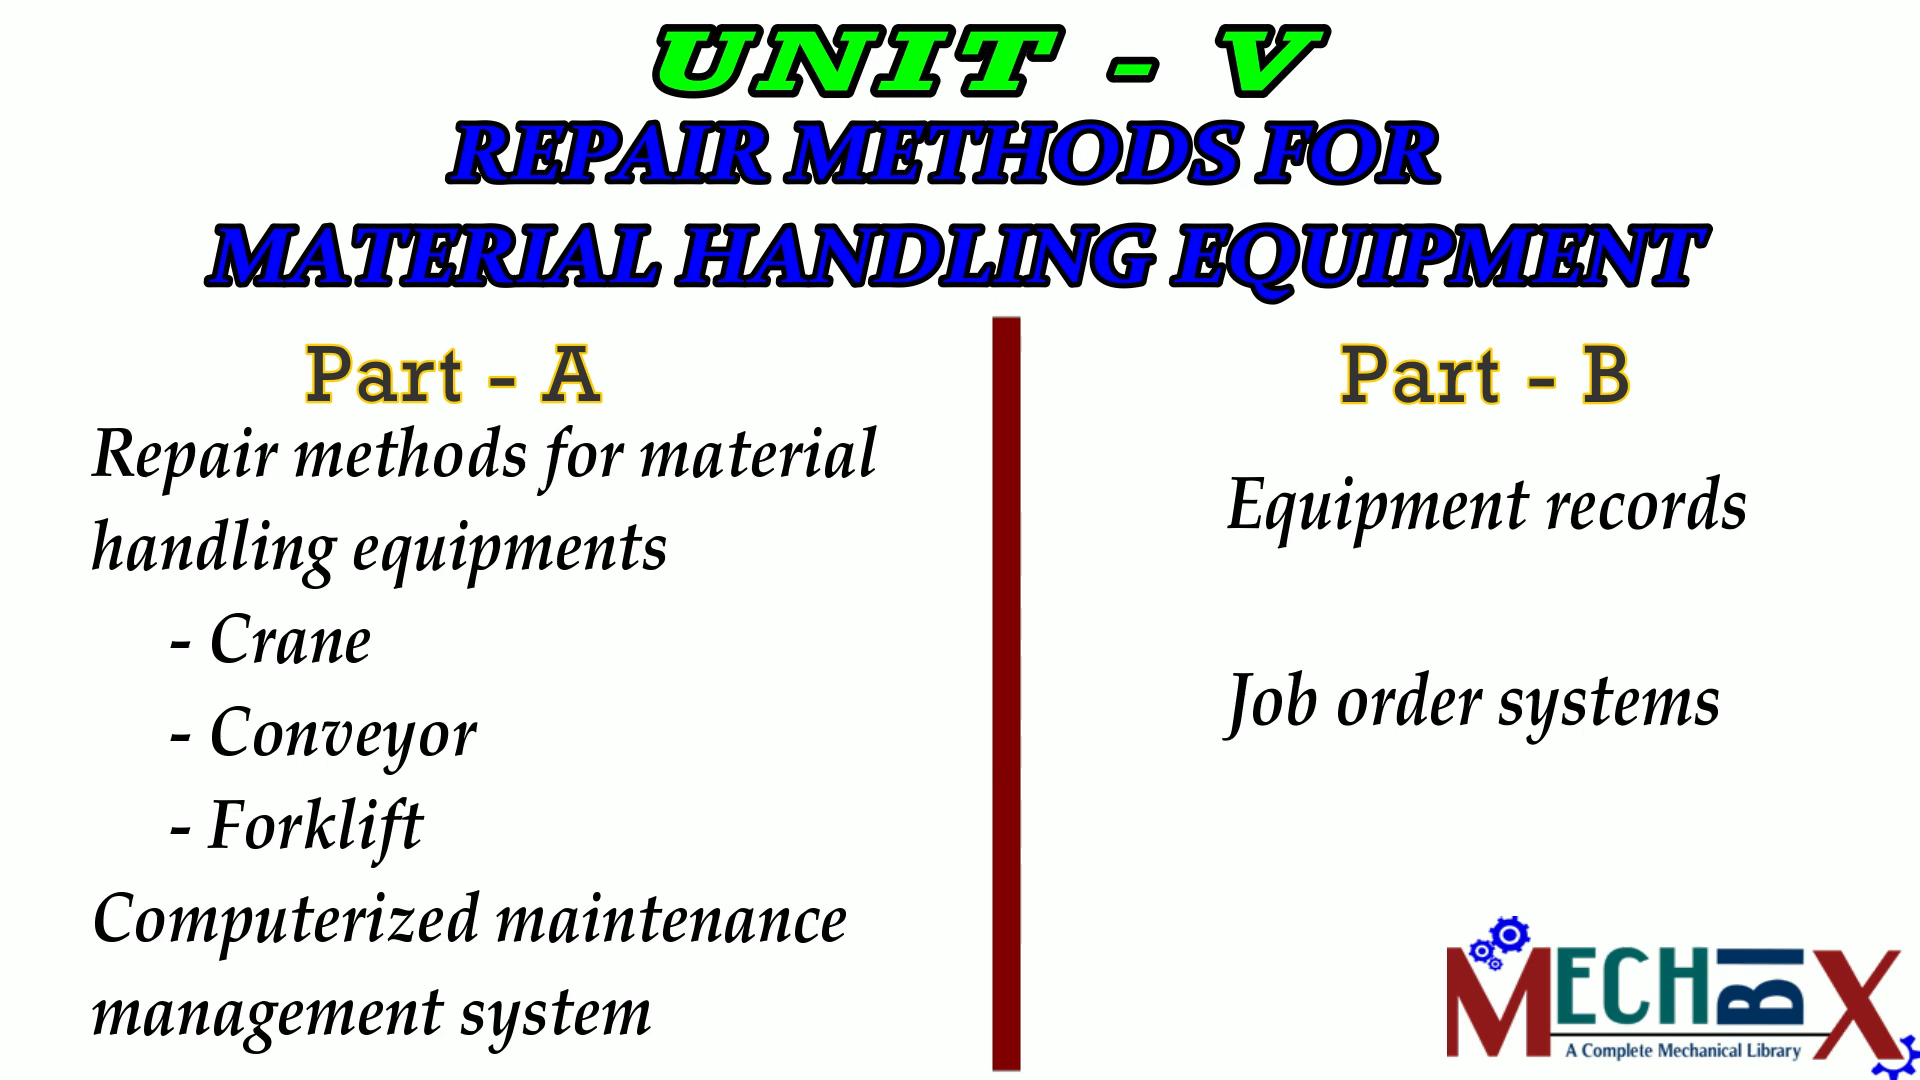 UNIT - V
REPAIR METHODS FOR
MATERIAL HANDLING EQUIPMENT
Part - A
Repair methods for material
handling equipments
- Crane
- Conveyor
- Forklift
Computerized maintenance
management system
Part - B
Equipment records
Job order systems
MECHBIX
A Complete Mechanical Library